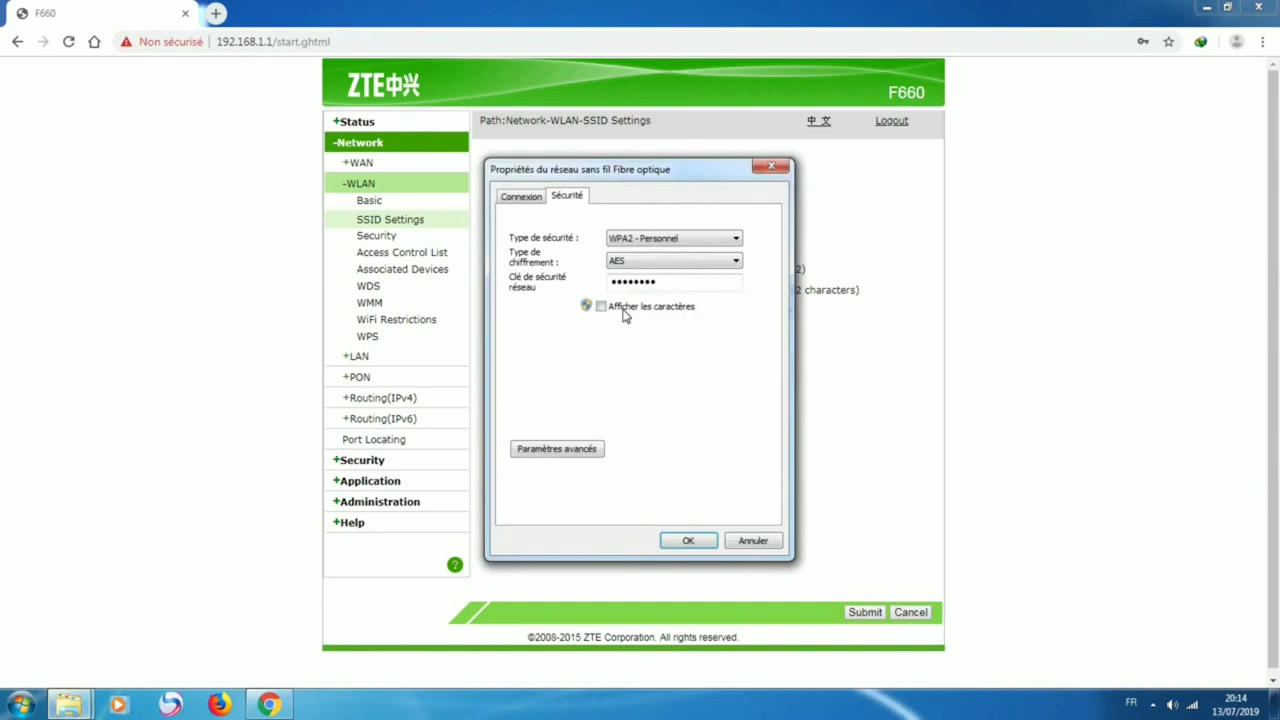 F660
Non sécurisé
192.168.1.1/start.ghtml
ZTE中兴
F660
+Status
Path:Network-WLAN-SSID Settings
中 文
Logout
-Network
+WAN
-WLAN
Basic
SSID Settings
Security
Access Control List
Associated Devices
WDS
WMM
WiFi Restrictions
WPS
+LAN
+PON
+Routing(IPv4)
+Routing(IPv6)
Port Locating
+Security
+Application
+Administration
+Help
?
Propriétés du réseau sans fil Fibre optique
Connexion
Sécurité
Type de sécurité :
WPA2 - Personnel
Type de
chiffrement :
AES
Clé de sécurité
réseau
••••••••
Afficher les caractères
Paramètres avancés
OK
Annuler
2)
2 characters)
Submit
Cancel
©2008-2015 ZTE Corporation. All rights reserved.
FR
20:14
13/07/2019